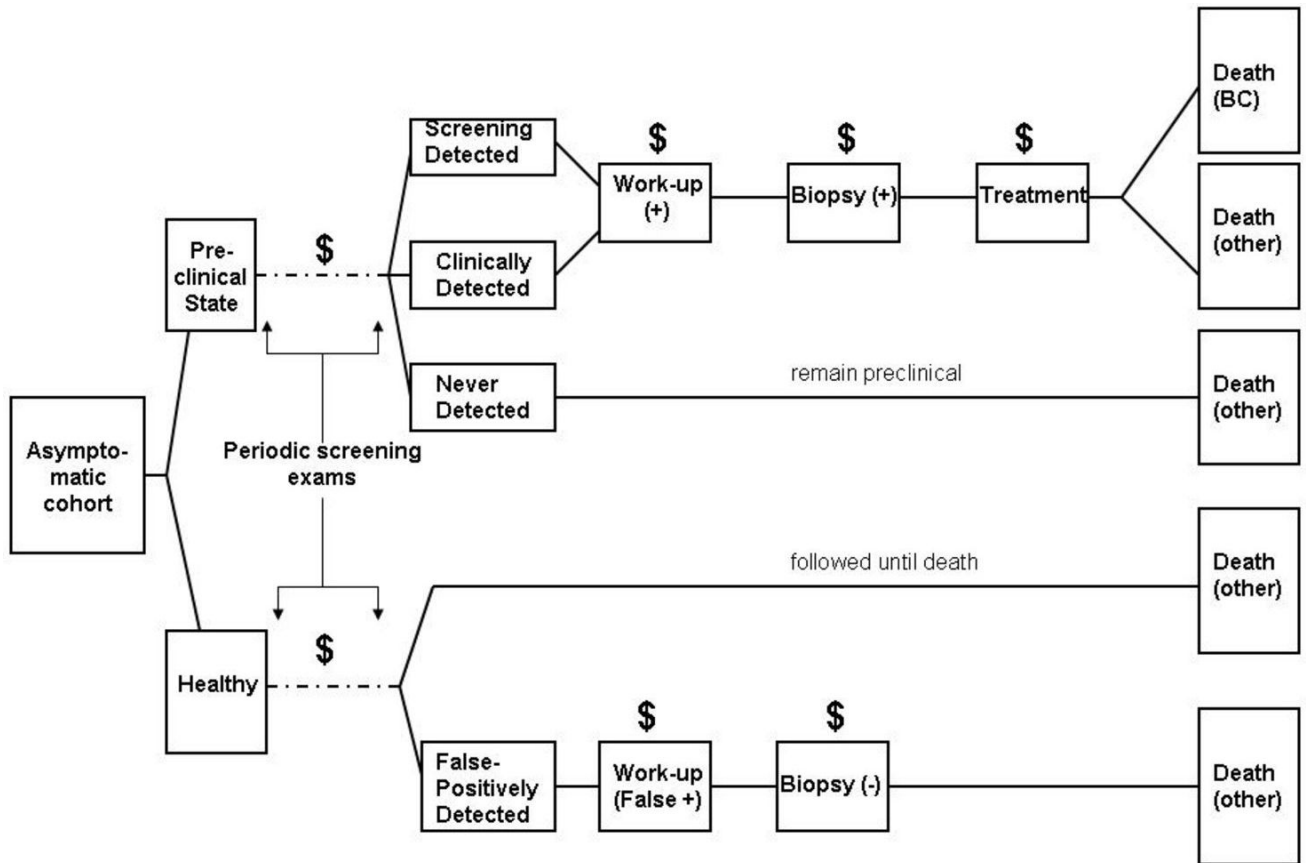 Asympto-
matic
cohort
Pre-
clinical
State
$
Periodic screening
exams
Healthy
$
Screening
Detected
Clinically
Detected
Never
Detected
$
Work-up
(+)
$
Biopsy (+)
$
Treatment
Death
(BC)
Death
(other)
remain preclinical
Death
(other)
followed until death
Death
(other)
False-
Positively
Detected
$
Work-up
(False +)
$
Biopsy (-)
Death
(other)